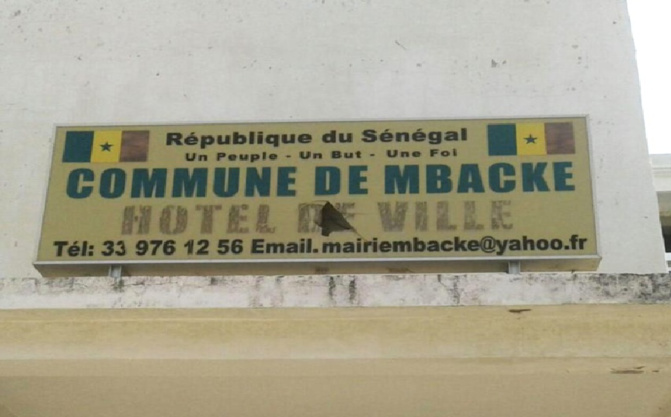 République du Sénégal
Un Peuple - Un But - Une Foi
COMMUNE DE MBACKE
HOTEL DE VILLE
Tél: 33 976 12 56 Email.mairiembacke@yahoo.fr